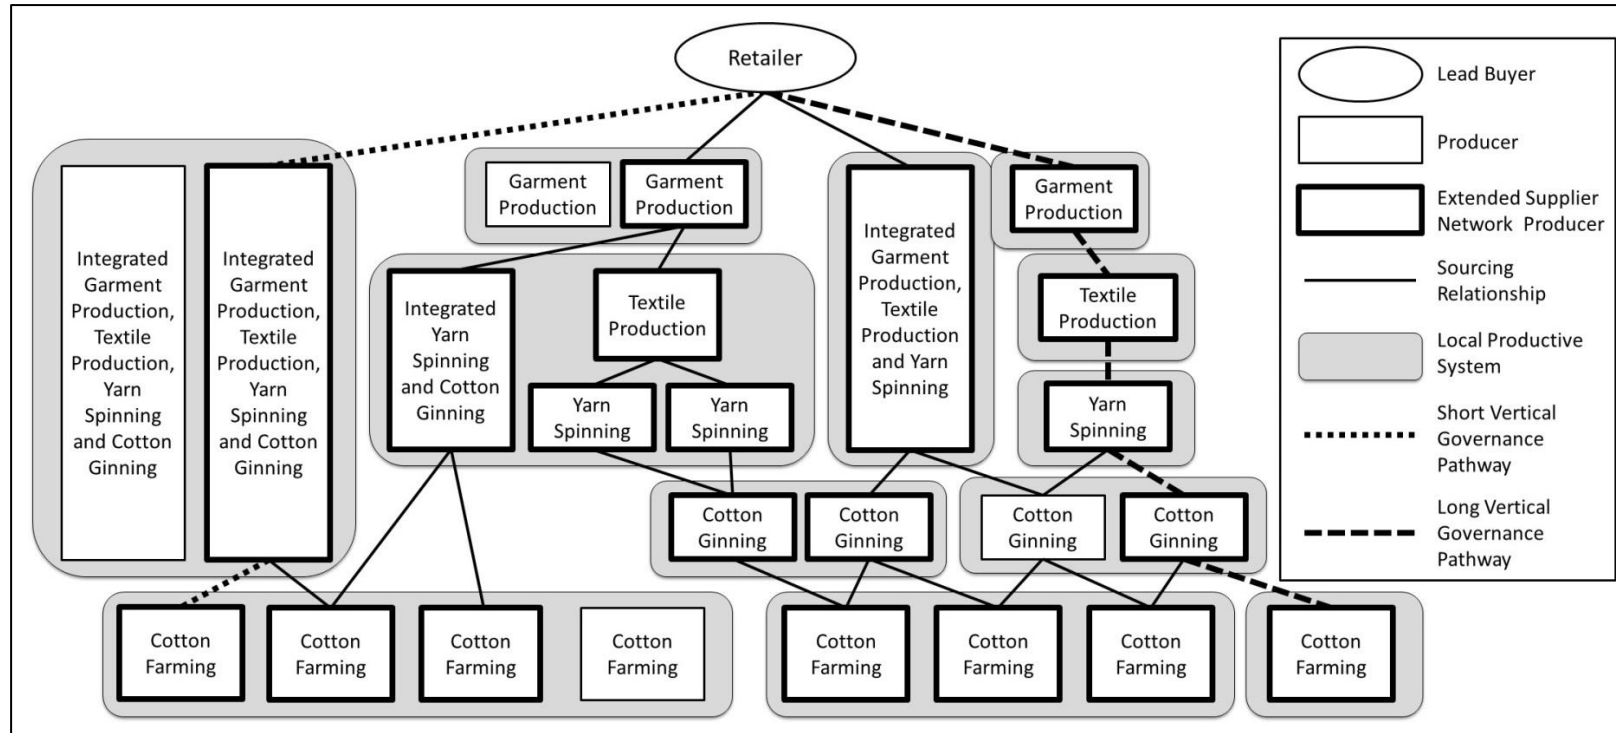 Retailer
Integrated
Garment
Production,
Textile
Production,
Yarn
Spinning
and Cotton
Ginning
Integrated
Garment
Production,
Textile
Production,
Yarn
Spinning
and Cotton
Ginning
Garment
Production
Garment
Production
Integrated
Yarn
Spinning
and Cotton
Ginning
Textile
Production
Yarn
Spinning
Yarn
Spinning
Integrated
Garment
Production,
Textile
Production
and Yarn
Spinning
Garment
Production
Textile
Production
Yarn
Spinning
Cotton
Ginning
Cotton
Ginning
Cotton
Ginning
Cotton
Ginning
Cotton
Farming
Cotton
Farming
Cotton
Farming
Cotton
Farming
Cotton
Farming
Cotton
Farming
Cotton
Farming
Cotton
Farming
Lead Buyer
Producer
Extended Supplier
Network Producer
Sourcing
Relationship
Local Productive
System
Short Vertical
Governance
Pathway
Long Vertical
Governance
Pathway